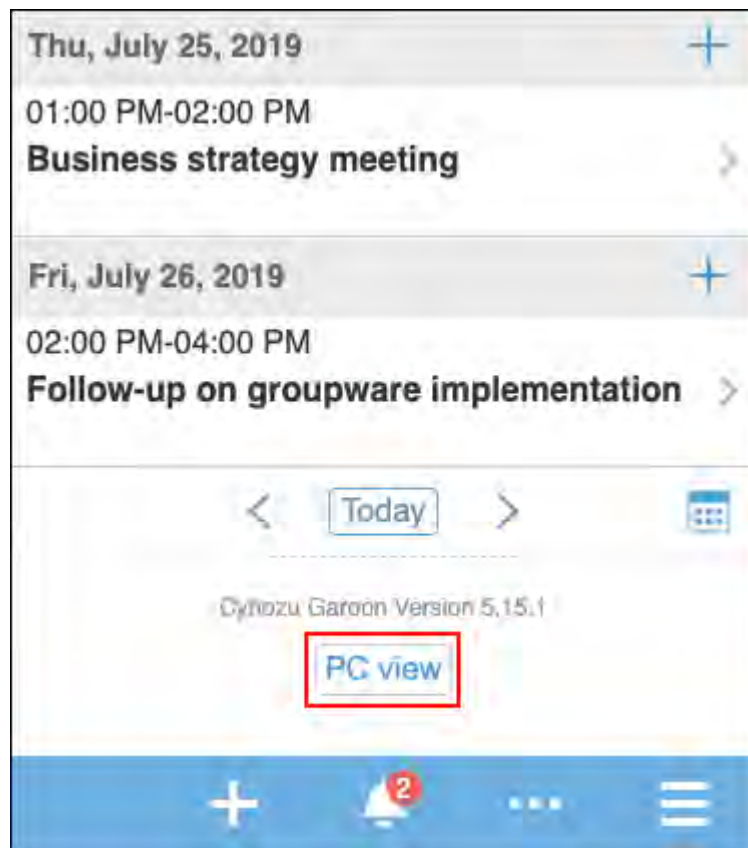 Thu, July 25, 2019
01:00 PM-02:00 PM
Business strategy meeting
Fri, July 26, 2019
02:00 PM-04:00 PM
Follow-up on groupware implementation
Today
Cybozu Garoon Version 5.15.1
PC view
2